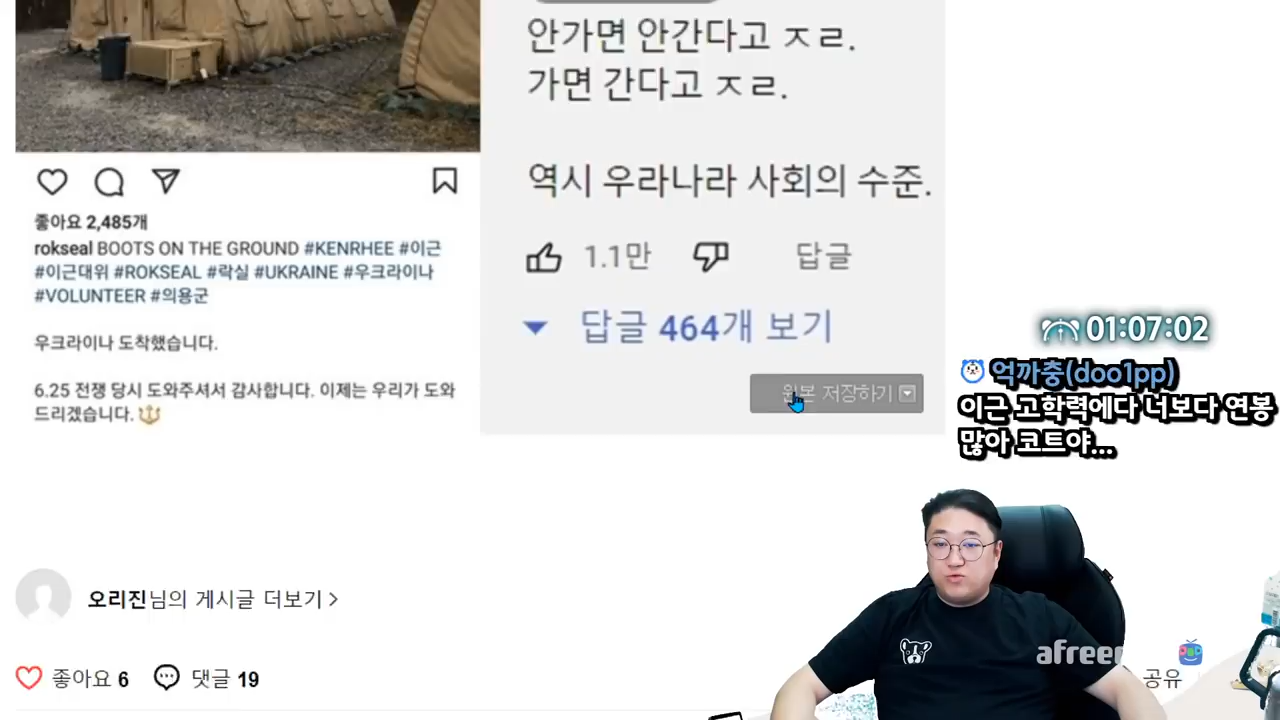 안가면 안간다고 ㅈㄹ.
가면 간다고 ㅈㄹ.
역시 우라나라 사회의 수준.
1.1만 답글
답글 464개 보기
원본 저장하기
좋아요 2,485개
rokseal BOOTS ON THE GROUND #KENRHEE #이근
#이근대위 #ROKSEAL #락실 #UKRAINE #우크라이나
#VOLUNTEER #의용군
우크라이나 도착했습니다.
6.25 전쟁 당시 도와주셔서 감사합니다. 이제는 우리가 도와
드리겠습니다.
01:07:02
억까충(doo1pp)
이근 고학력에다 너보다 연봉
많아 코트야...
오리진님의 게시글 더보기 >
좋아요 6 댓글 19
공유